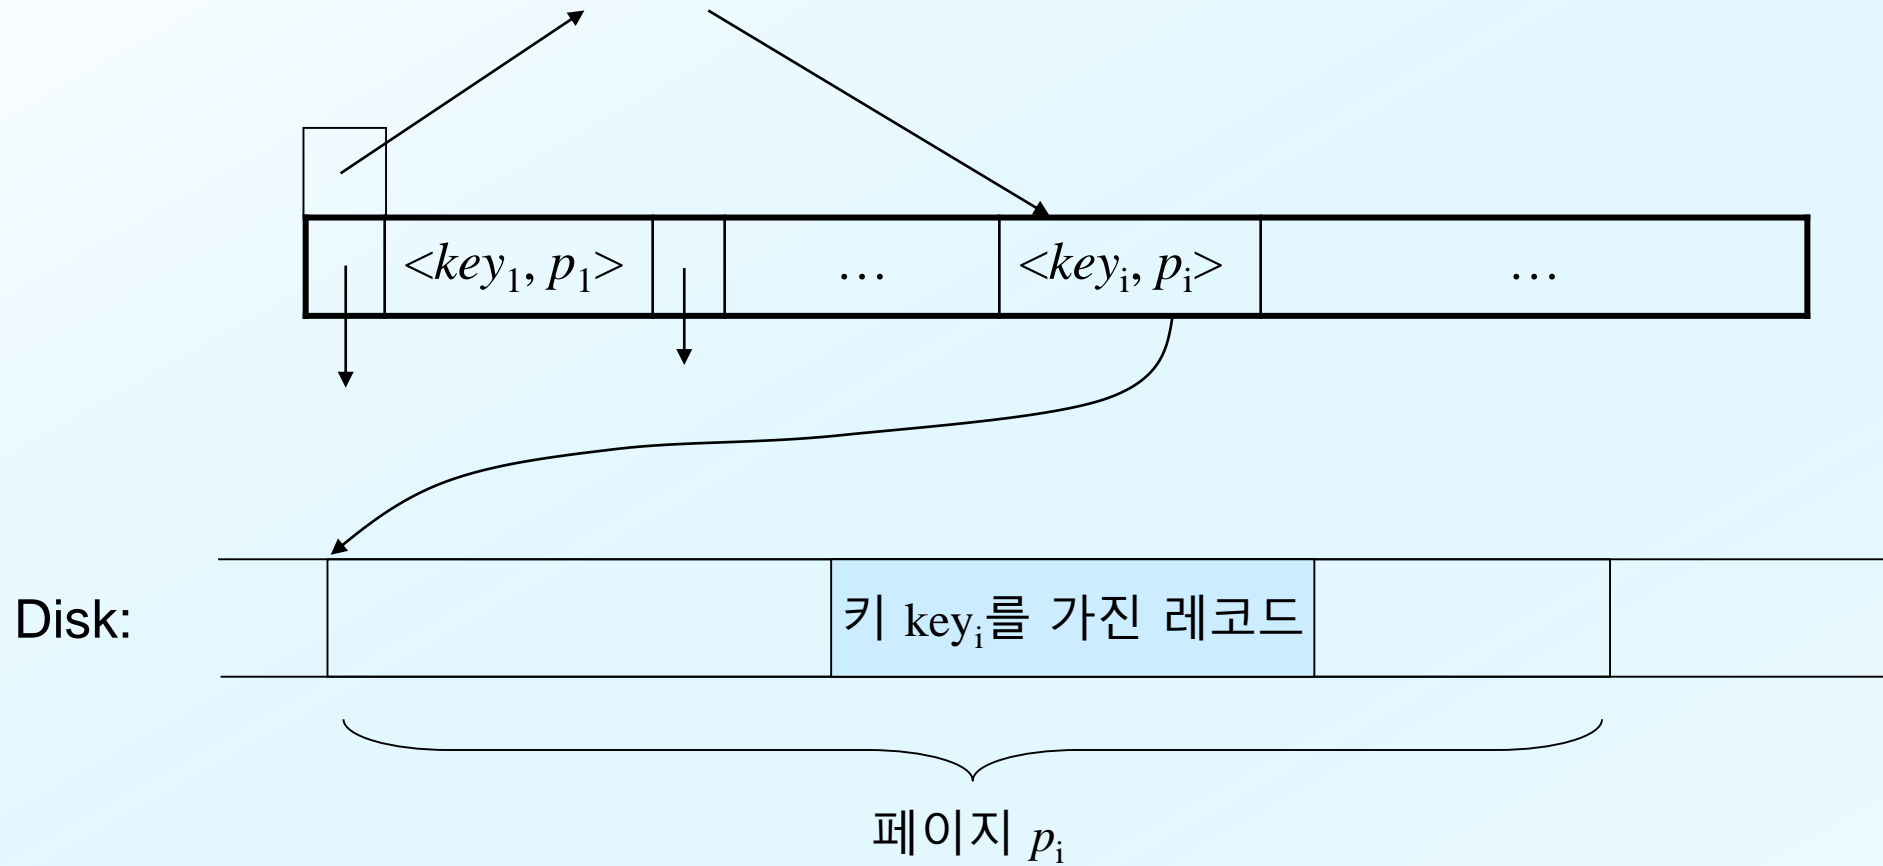 <key₁, p₁> … <keyᵢ, pᵢ> …
Disk: 키 keyᵢ를 가진 레코드
페이지 pᵢ